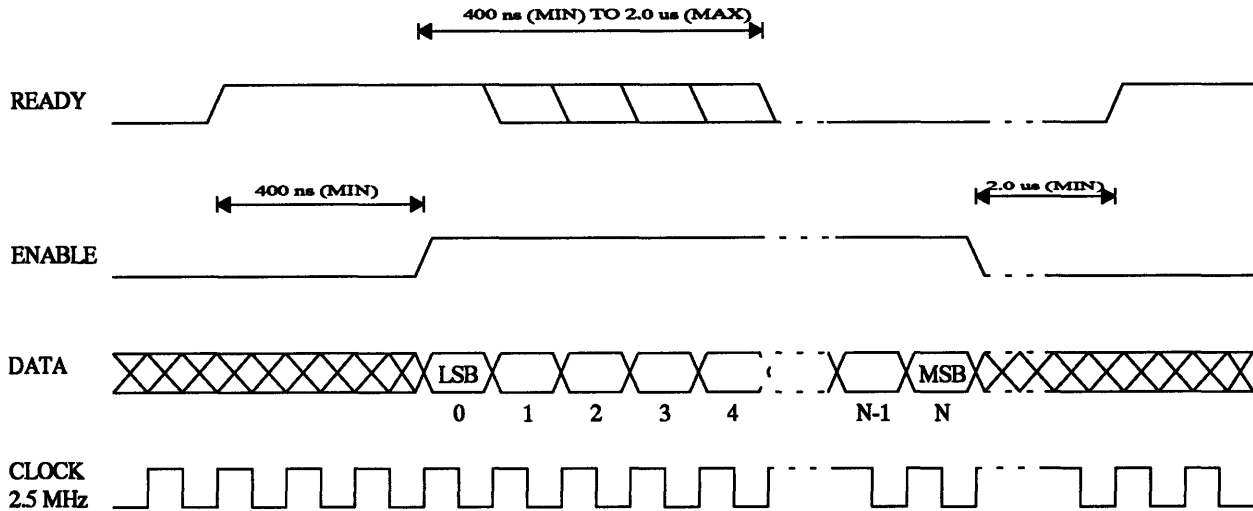 400 ns (MIN) TO 2.0 us (MAX)
READY
400 ns (MIN)
2.0 us (MIN)
ENABLE
DATA
LSB
MSB
0 1 2 3 4 N-1 N
CLOCK
2.5 MHz